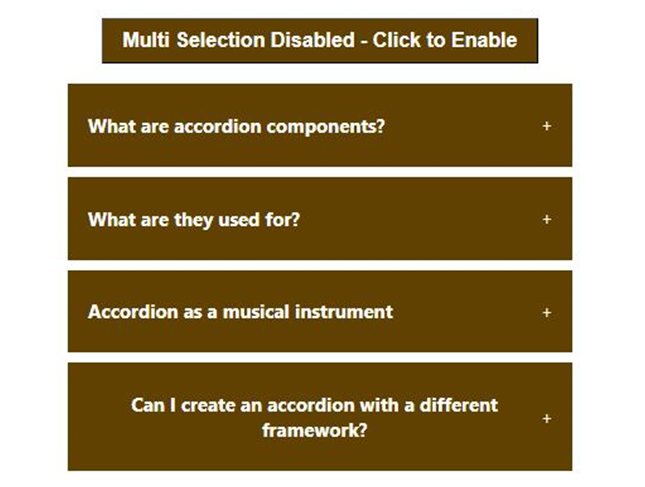 Multi Selection Disabled - Click to Enable
What are accordion components? +
What are they used for? +
Accordion as a musical instrument +
Can I create an accordion with a different
framework? +